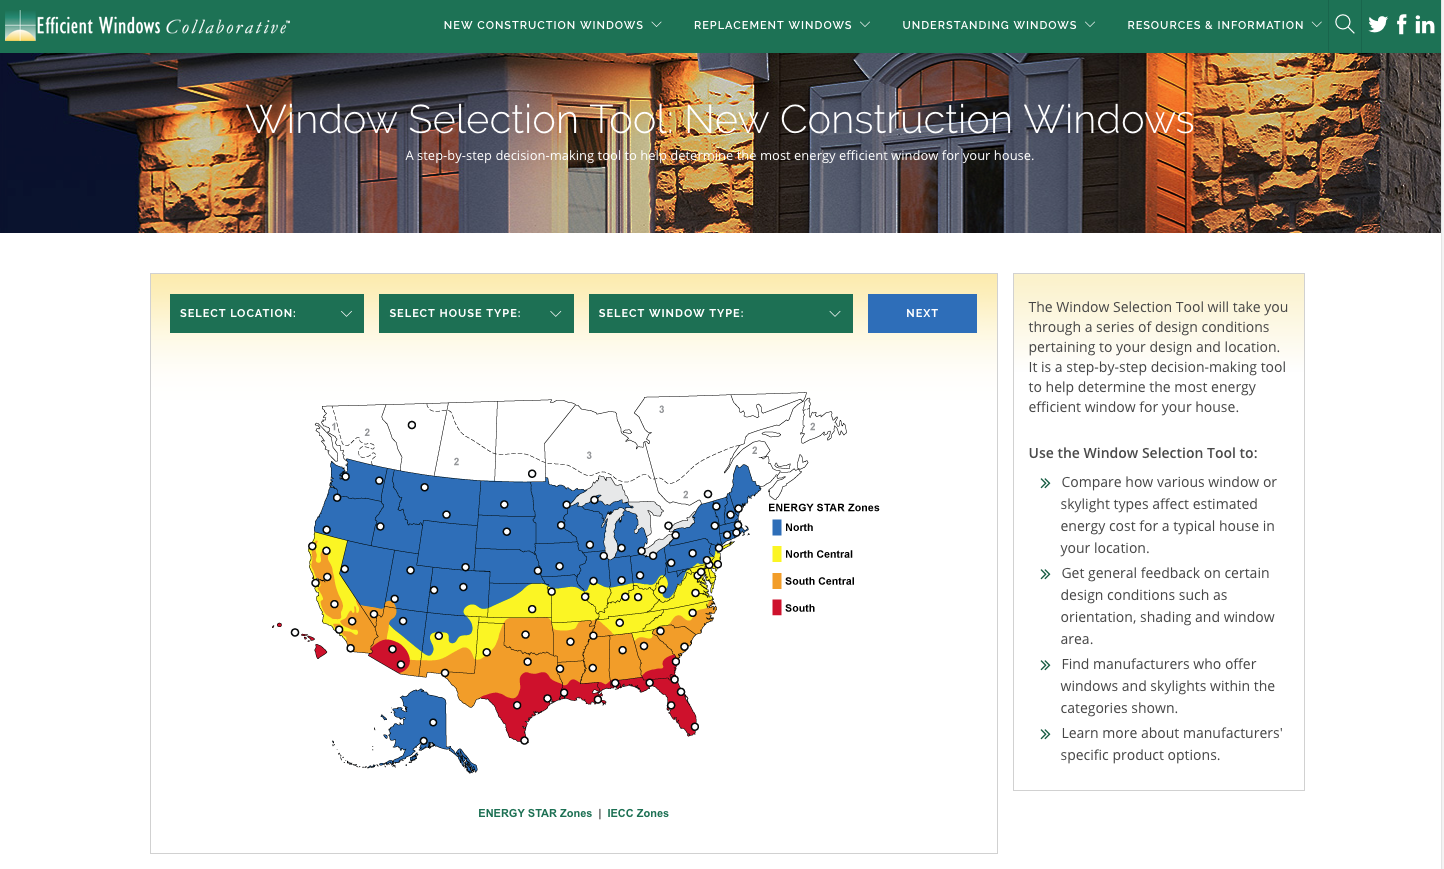 Efficient Windows Collaborative™
NEW CONSTRUCTION WINDOWS
REPLACEMENT WINDOWS
UNDERSTANDING WINDOWS
RESOURCES & INFORMATION
Window Selection Tool: New Construction Windows
A step-by-step decision-making tool to help determine the most energy efficient window for your house.
SELECT LOCATION:
SELECT HOUSE TYPE:
SELECT WINDOW TYPE:
NEXT
1
2
2
3
3
2
2
2
ENERGY STAR Zones
North
North Central
South Central
South
ENERGY STAR Zones | IECC Zones
The Window Selection Tool will take you
through a series of design conditions
pertaining to your design and location.
It is a step-by-step decision-making tool
to help determine the most energy
efficient window for your house.
Use the Window Selection Tool to:
Compare how various window or
skylight types affect estimated
energy cost for a typical house in
your location.
Get general feedback on certain
design conditions such as
orientation, shading and window
area.
Find manufacturers who offer
windows and skylights within the
categories shown.
Learn more about manufacturers'
specific product options.